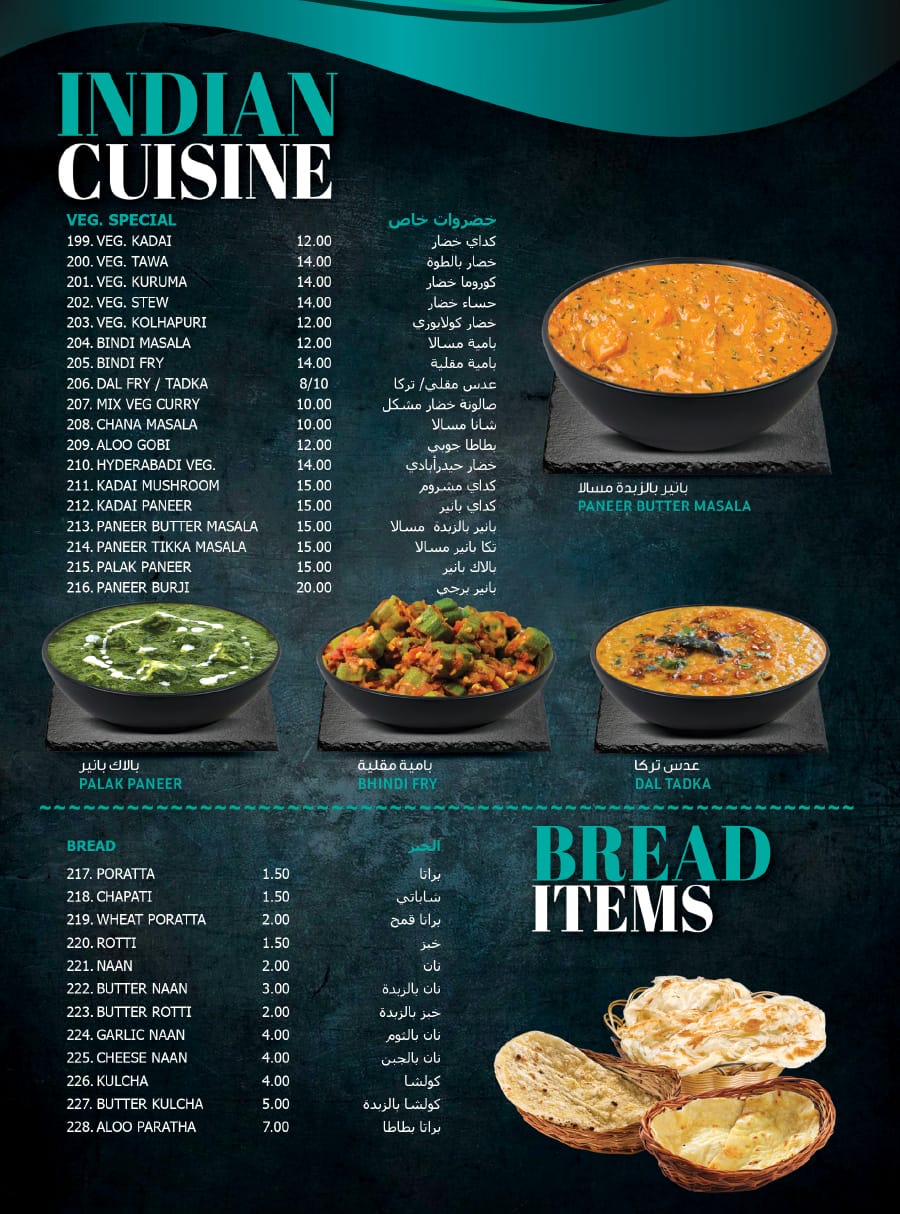 INDIAN
CUISINE
VEG. SPECIAL خضروات خاص
199. VEG. KADAI 12.00 كداي خضار
200. VEG. TAWA 14.00 خضار بالطوة
201. VEG. KURUMA 14.00 كوروما خضار
202. VEG. STEW 14.00 حساء خضار
203. VEG. KOLHAPURI 12.00 خضار كولابوري
204. BINDI MASALA 12.00 بامية مسالا
205. BINDI FRY 14.00 بامية مقلية
206. DAL FRY / TADKA 8/10 عدس مقلي/ تركا
207. MIX VEG CURRY 10.00 صالونة خضار مشكل
208. CHANA MASALA 10.00 شانا مسالا
209. ALOO GOBI 12.00 بطاطا جوبي
210. HYDERABADI VEG. 14.00 خضار حيدرأبادي
211. KADAI MUSHROOM 15.00 كداي مشروم
212. KADAI PANEER 15.00 كداي بانير
213. PANEER BUTTER MASALA 15.00 بانير بالزبدة مسالا
214. PANEER TIKKA MASALA 15.00 تكا بانير مسالا
215. PALAK PANEER 15.00 بالاك بانير
216. PANEER BURJI 20.00 بانير برجي
بانير بالزبدة مسالا
PANEER BUTTER MASALA
بالاك بانير
PALAK PANEER
بامية مقلية
BHINDI FRY
عدس تركا
DAL TADKA
BREAD
ITEMS
BREAD الخبز
217. PORATTA 1.50 براتا
218. CHAPATI 1.50 شاباتي
219. WHEAT PORATTA 2.00 براتا قمح
220. ROTTI 1.50 خبز
221. NAAN 2.00 نان
222. BUTTER NAAN 3.00 نان بالزبدة
223. BUTTER ROTTI 2.00 خبز بالزبدة
224. GARLIC NAAN 4.00 نان بالثوم
225. CHEESE NAAN 4.00 نان بالجبن
226. KULCHA 4.00 كولشا
227. BUTTER KULCHA 5.00 كولشا بالزبدة
228. ALOO PARATHA 7.00 براتا بطاطا